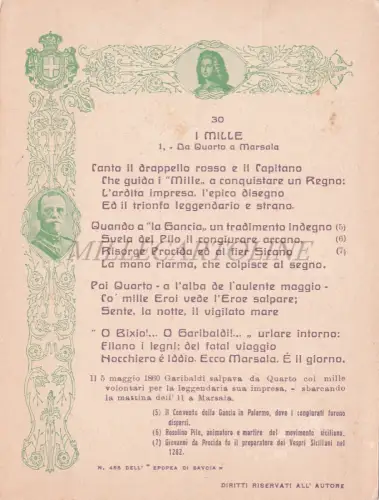 30
I MILLE
1, - Da Quarto a Marsala
Canto il drappello rosso e il Capitano
Che guida i "Mille,, a conquistare un Regno:
L'ardita impresa, l'epico disegno
Ed il trionfo leggendario e strano.
Quando a "la Gancia,, un tradimento indegno (5)
Svela del Pilo il congiurato arcano (6)
Risorge Procida, ed al fier Sicano (7)
La mano riarma, che colpisce al segno.
Poi Quarto - a l'alba de l'aulente maggio -
Co' mille Eroi vede l'Eroe salpare;
Sente, la notte, il vigilato mare
" O Bixio!... O Garibaldi!... „ urlare intorno:
Filano i legni: del fatal viaggio
Nocchiero è Iddio. Ecco Marsala. È il giorno.
Il 5 maggio 1860 Garibaldi salpava da Quarto coi mille
volontari per la leggendaria sua impresa, - sbarcando
la mattina dell' 11 a Marsala.
(5) Il Convento della Gancia in Palermo, dove i congiurati furono
dispersi.
(6) Rosolino Pilo, animatore e martire del movimento siciliano.
(7) Giovanni da Procida fu il preparatore dei Vespri Siciliani nel
1282.
N. 456 DELL' " EPOPEA DI SAVOIA "
DIRITTI RISERVATI ALL' AUTORE
MILLECARTOLINE